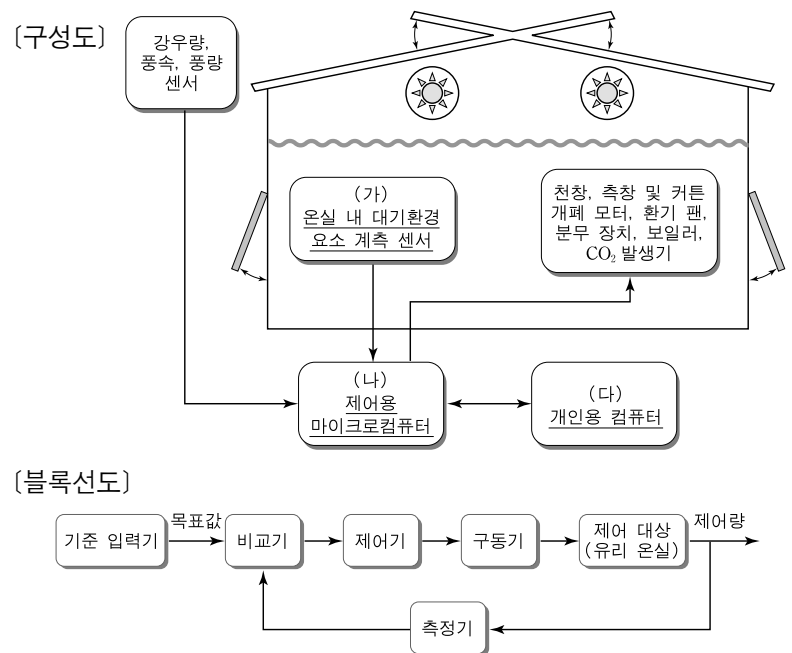 〔구성도〕
강우량,
풍속, 풍량
센서
(가)
온실 내 대기환경
요소 계측 센서
천창, 측창 및 커튼
개폐 모터, 환기 팬,
분무 장치, 보일러,
CO₂ 발생기
(나)
제어용
마이크로컴퓨터
(다)
개인용 컴퓨터
〔블록선도〕
기준 입력기
목표값
비교기
제어기
구동기
제어 대상
(유리 온실)
제어량
측정기